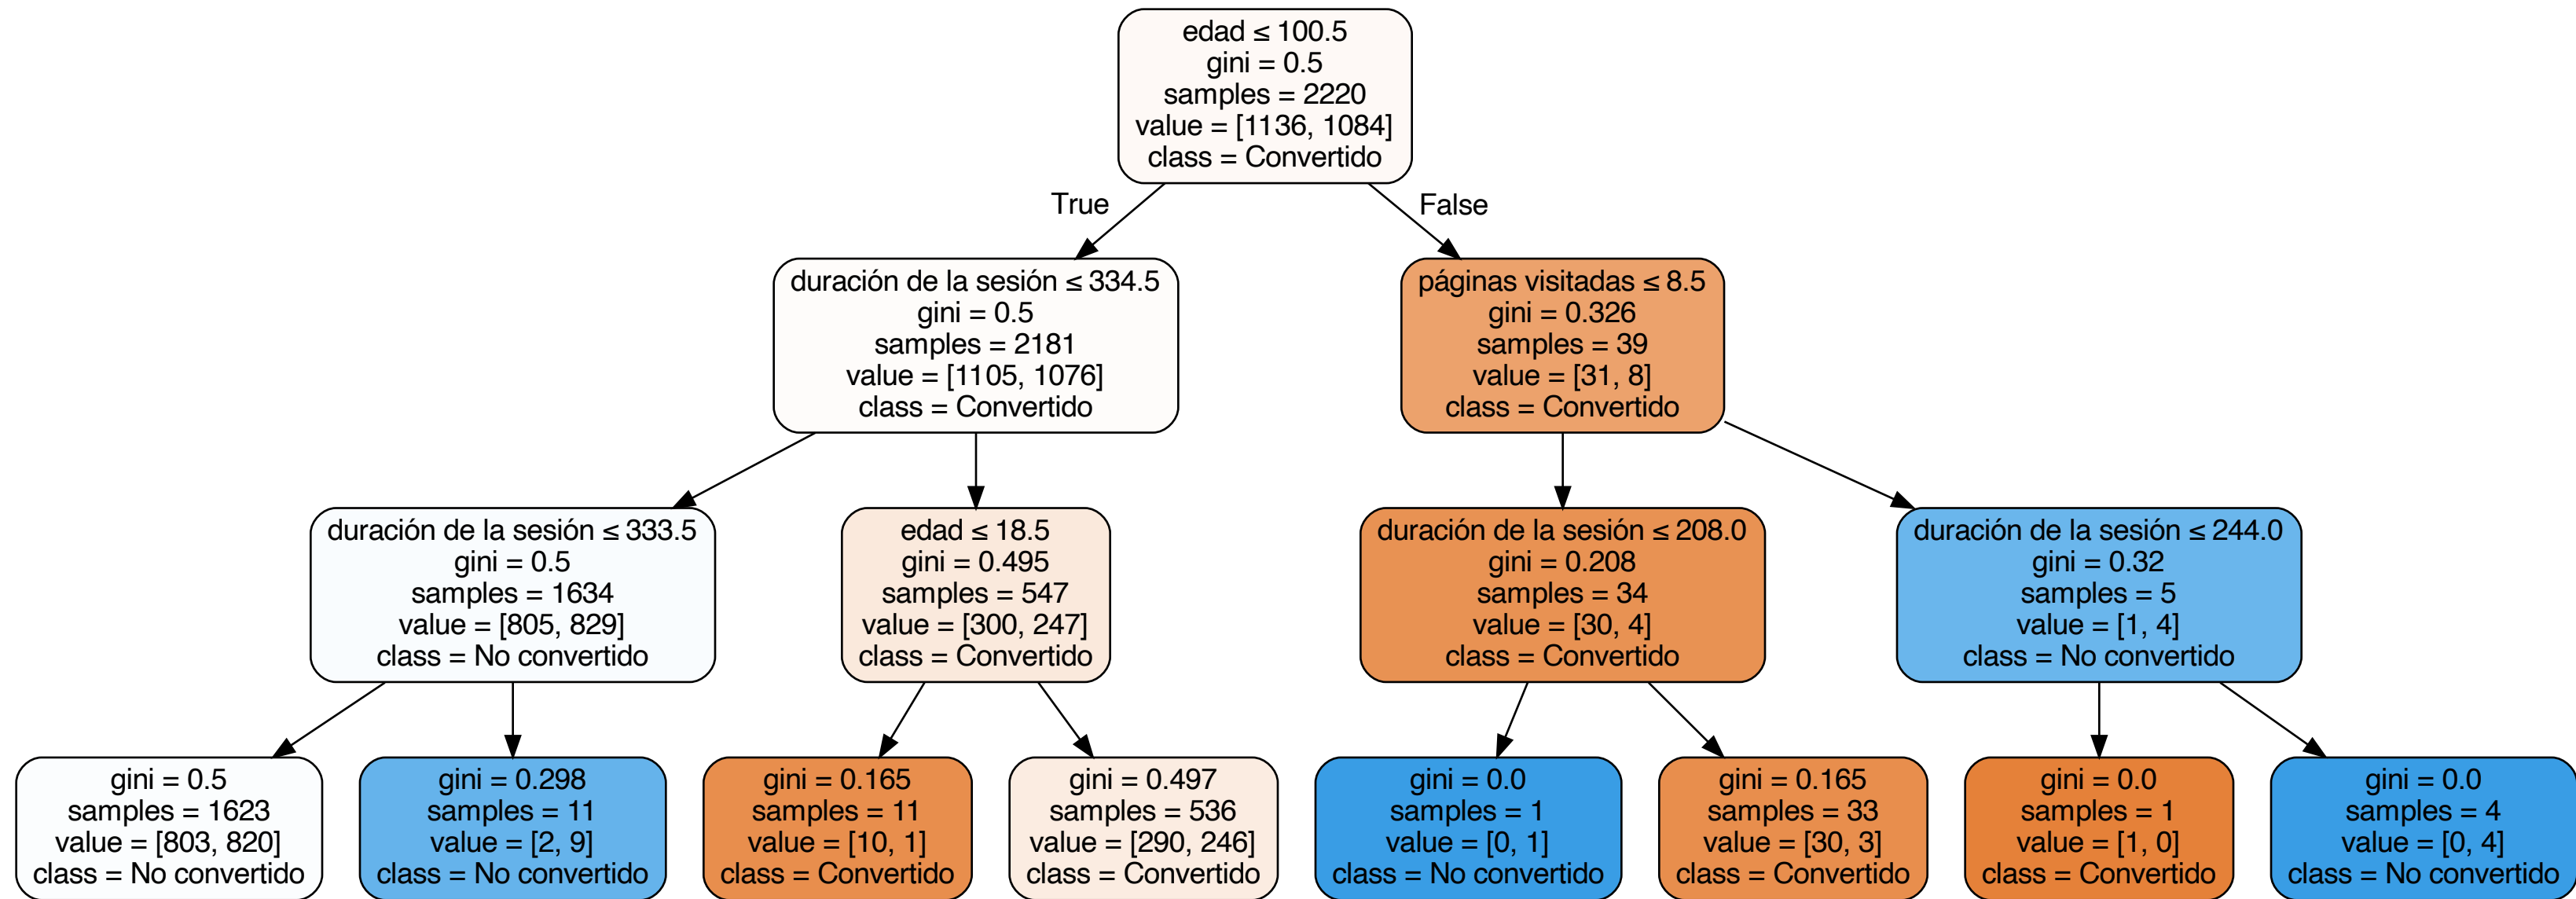 edad ≤ 100.5
gini = 0.5
samples = 2220
value = [1136, 1084]
class = Convertido
True
False
duración de la sesión ≤ 334.5
gini = 0.5
samples = 2181
value = [1105, 1076]
class = Convertido
páginas visitadas ≤ 8.5
gini = 0.326
samples = 39
value = [31, 8]
class = Convertido
duración de la sesión ≤ 333.5
gini = 0.5
samples = 1634
value = [805, 829]
class = No convertido
edad ≤ 18.5
gini = 0.495
samples = 547
value = [300, 247]
class = Convertido
duración de la sesión ≤ 208.0
gini = 0.208
samples = 34
value = [30, 4]
class = Convertido
duración de la sesión ≤ 244.0
gini = 0.32
samples = 5
value = [1, 4]
class = No convertido
gini = 0.5
samples = 1623
value = [803, 820]
class = No convertido
gini = 0.298
samples = 11
value = [2, 9]
class = No convertido
gini = 0.165
samples = 11
value = [10, 1]
class = Convertido
gini = 0.497
samples = 536
value = [290, 246]
class = Convertido
gini = 0.0
samples = 1
value = [0, 1]
class = No convertido
gini = 0.165
samples = 33
value = [30, 3]
class = Convertido
gini = 0.0
samples = 1
value = [1, 0]
class = Convertido
gini = 0.0
samples = 4
value = [0, 4]
class = No convertido